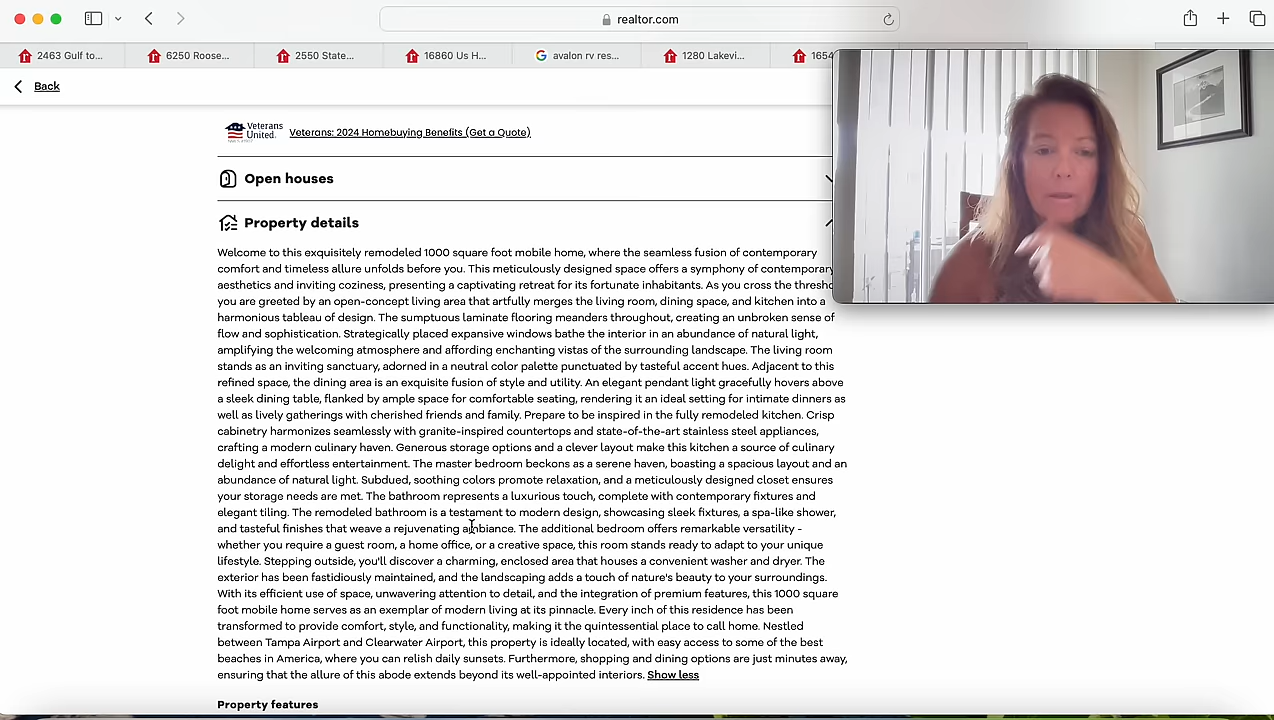 realtor.com
2463 Gulf to...
6250 Roose...
2550 State...
16860 Us H...
avalon rv res...
1280 Lakevi...
1654
Back
Veterans United
Veterans: 2024 Homebuying Benefits (Get a Quote)
Open houses
Property details
Welcome to this exquisitely remodeled 1000 square foot mobile home, where the seamless fusion of contemporary
comfort and timeless allure unfolds before you. This meticulously designed space offers a symphony of contemporary
aesthetics and inviting coziness, presenting a captivating retreat for its fortunate inhabitants. As you cross the thresho
you are greeted by an open-concept living area that artfully merges the living room, dining space, and kitchen into a
harmonious tableau of design. The sumptuous laminate flooring meanders throughout, creating an unbroken sense of
flow and sophistication. Strategically placed expansive windows bathe the interior in an abundance of natural light,
amplifying the welcoming atmosphere and affording enchanting vistas of the surrounding landscape. The living room
stands as an inviting sanctuary, adorned in a neutral color palette punctuated by tasteful accent hues. Adjacent to this
refined space, the dining area is an exquisite fusion of style and utility. An elegant pendant light gracefully hovers above
a sleek dining table, flanked by ample space for comfortable seating, rendering it an ideal setting for intimate dinners as
well as lively gatherings with cherished friends and family. Prepare to be inspired in the fully remodeled kitchen. Crisp
cabinetry harmonizes seamlessly with granite-inspired countertops and state-of-the-art stainless steel appliances,
crafting a modern culinary haven. Generous storage options and a clever layout make this kitchen a source of culinary
delight and effortless entertainment. The master bedroom beckons as a serene haven, boasting a spacious layout and an
abundance of natural light. Subdued, soothing colors promote relaxation, and a meticulously designed closet ensures
your storage needs are met. The bathroom represents a luxurious touch, complete with contemporary fixtures and
elegant tiling. The remodeled bathroom is a testament to modern design, showcasing sleek fixtures, a spa-like shower,
and tasteful finishes that weave a rejuvenating ambiance. The additional bedroom offers remarkable versatility -
whether you require a guest room, a home office, or a creative space, this room stands ready to adapt to your unique
lifestyle. Stepping outside, you'll discover a charming, enclosed area that houses a convenient washer and dryer. The
exterior has been fastidiously maintained, and the landscaping adds a touch of nature's beauty to your surroundings.
With its efficient use of space, unwavering attention to detail, and the integration of premium features, this 1000 square
foot mobile home serves as an exemplar of modern living at its pinnacle. Every inch of this residence has been
transformed to provide comfort, style, and functionality, making it the quintessential place to call home. Nestled
between Tampa Airport and Clearwater Airport, this property is ideally located, with easy access to some of the best
beaches in America, where you can relish daily sunsets. Furthermore, shopping and dining options are just minutes away,
ensuring that the allure of this abode extends beyond its well-appointed interiors. Show less
Property features